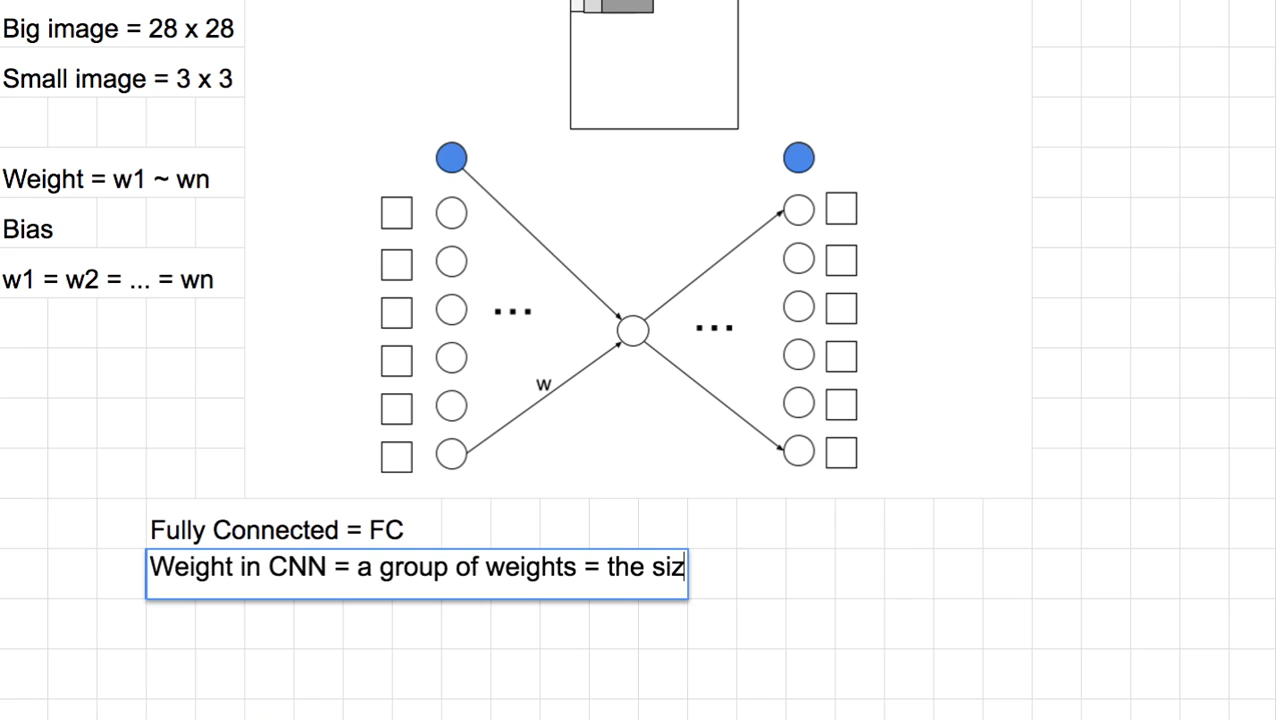 Big image = 28 x 28
Small image = 3 x 3
Weight = w1 ~ wn
Bias
w1 = w2 = ... = wn
...
...
w
Fully Connected = FC
Weight in CNN = a group of weights = the siz